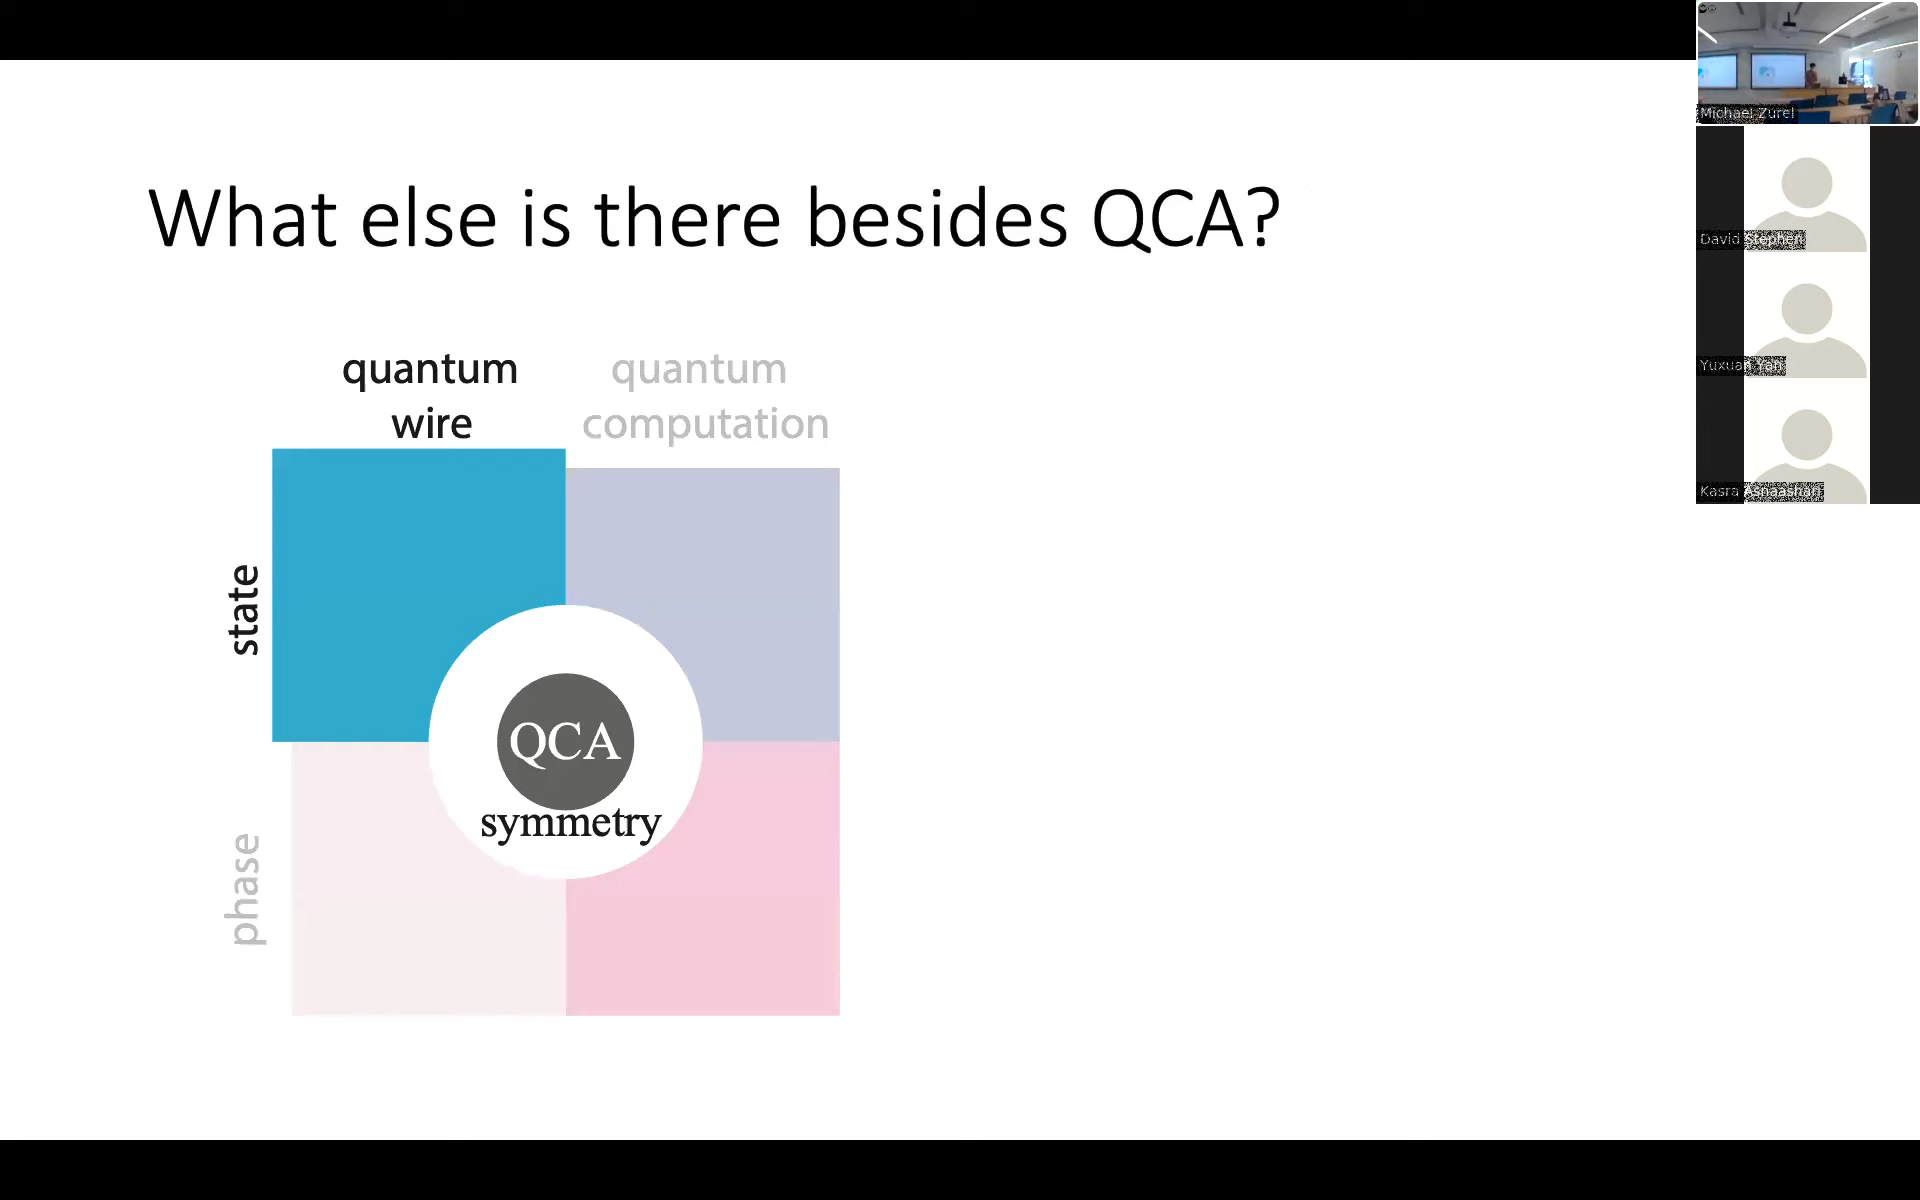 What else is there besides QCA?
quantum
wire
quantum
computation
state
phase
QCA
symmetry
Michael Zurel
David Stephen
Yuxuan Yan
Kasra Asnaashari